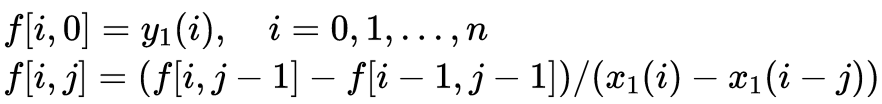 f[i, 0] = y₁(i), i = 0, 1, . . . , n
f[i, j] = (f[i, j − 1] − f[i − 1, j − 1])/(x₁(i) − x₁(i − j))